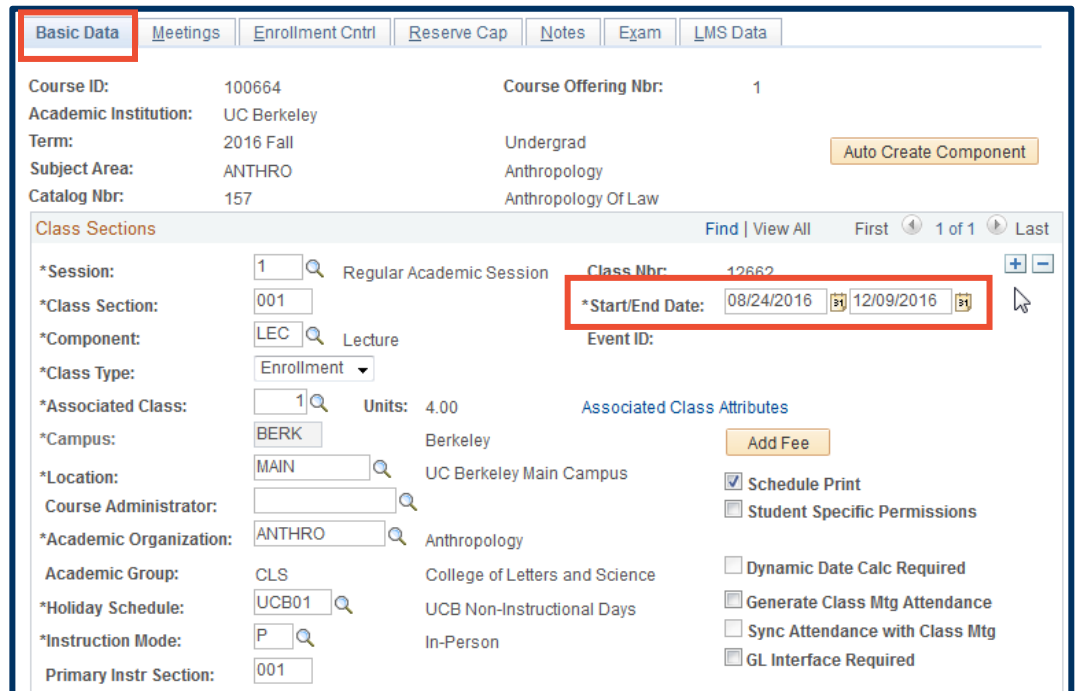 Basic Data Meetings Enrollment Cntrl Reserve Cap Notes Exam LMS Data
Course ID: 100664 Course Offering Nbr: 1
Academic Institution: UC Berkeley
Term: 2016 Fall Undergrad
Auto Create Component
Subject Area: ANTHRO Anthropology
Catalog Nbr: 157 Anthropology Of Law
Class Sections Find | View All First 1 of 1 Last
*Session: 1 Regular Academic Session Class Nbr: 12662
*Class Section: 001 *Start/End Date: 08/24/2016 31 12/09/2016 31
*Component: LEC Lecture Event ID:
*Class Type: Enrollment
*Associated Class: 1 Units: 4.00 Associated Class Attributes
*Campus: BERK Berkeley Add Fee
*Location: MAIN UC Berkeley Main Campus Schedule Print
Course Administrator: Student Specific Permissions
*Academic Organization: ANTHRO Anthropology
Academic Group: CLS College of Letters and Science Dynamic Date Calc Required
*Holiday Schedule: UCB01 UCB Non-Instructional Days Generate Class Mtg Attendance
*Instruction Mode: P In-Person Sync Attendance with Class Mtg
Primary Instr Section: 001 GL Interface Required